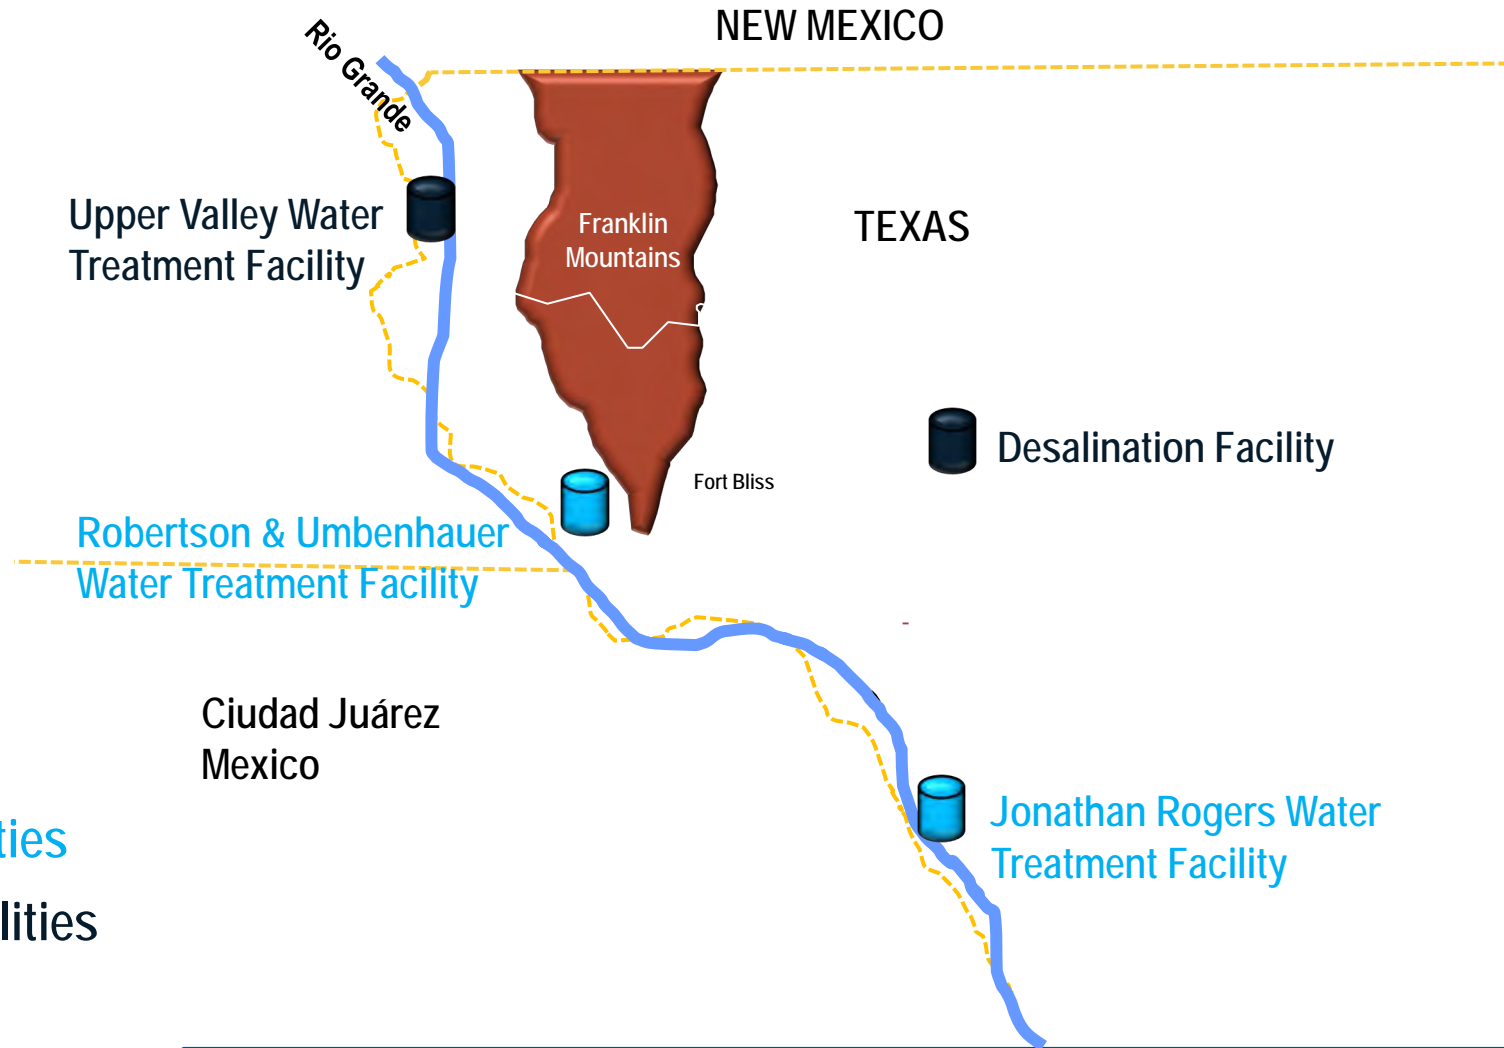 NEW MEXICO
Rio Grande
Upper Valley Water
Treatment Facility
Franklin
Mountains
TEXAS
Desalination Facility
Fort Bliss
Robertson & Umbenhauer
Water Treatment Facility
Ciudad Juárez
Mexico
Jonathan Rogers Water
Treatment Facility
ties
lities